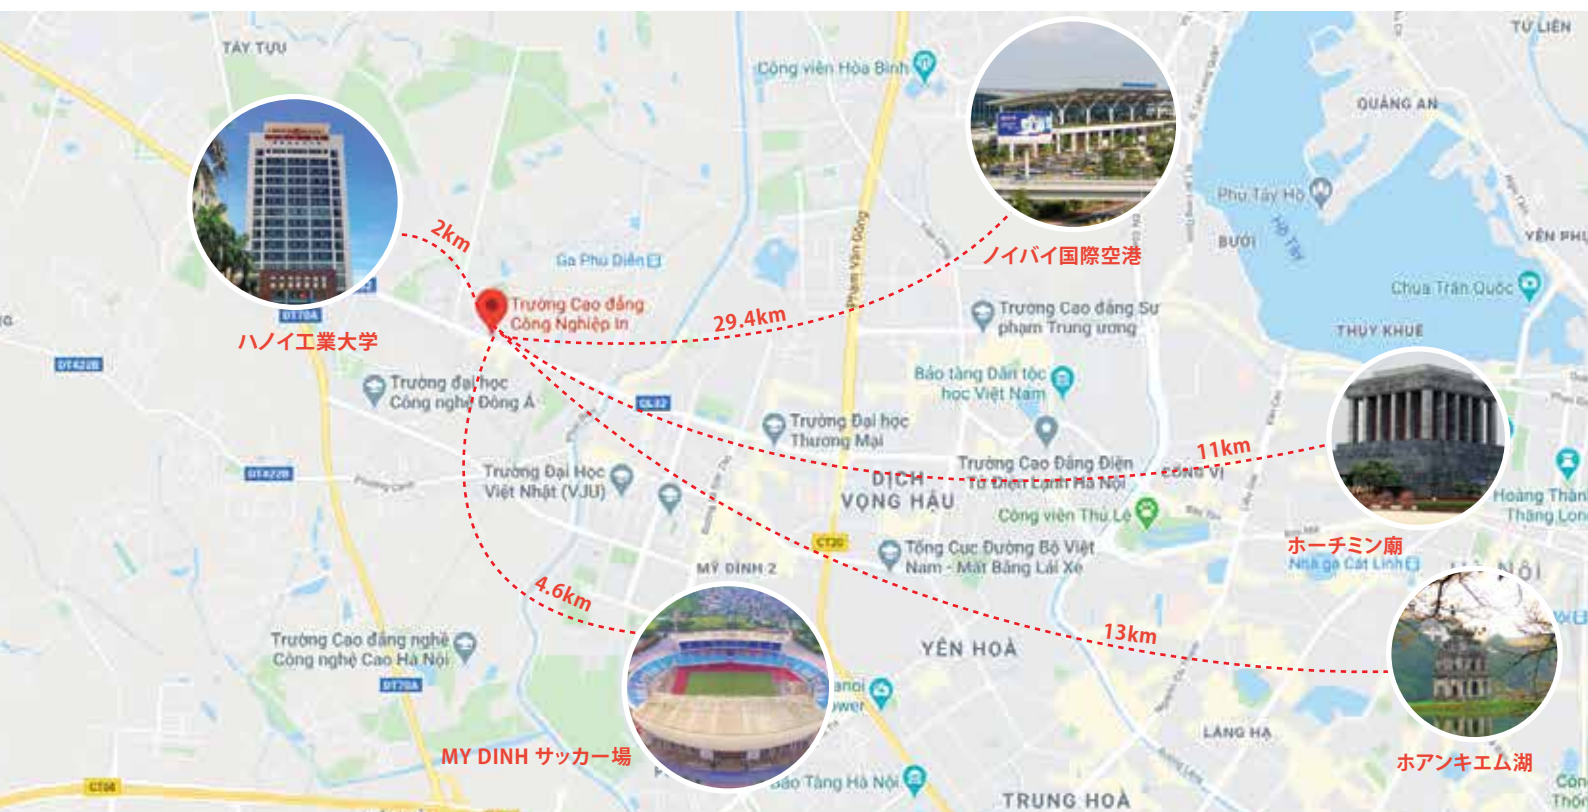 TÂY TỰU
Công viên Hòa Bình
TỨ LIÊN
QUẢNG AN
Phủ Tây Hồ
Hồ Tây
BƯỞI
YÊN PHỤ
2km
Ga Phú Diễn
Phạm Văn Đồng
ノイバイ国際空港
Chùa Trấn Quốc
Trường Cao đẳng
Công Nghiệp In
29.4km
Trường Cao đẳng Sư
phạm Trung ương
THỤY KHUÊ
DT70A
ハノイ工業大学
DT422B
Trường đại học
Công nghệ Đông Á
Bảo tàng Dân tộc
học Việt Nam
QL32
Trường Đại học
Thương Mại
11km
Trường Đại Học
Việt Nhật (VJU)
DT422B
DỊCH
VỌNG HẬU
Trường Cao Đẳng Điện
Tử Điện Lạnh Hà Nội
CỐNG VỊ
Hoàng Thàn
Thăng Lon
Công viên Thủ Lệ
CT20
Tổng Cục Đường Bộ Việt
Nam - Mặt Bằng Lái Xe
ホーチミン廟
Nhà ga Cát Linh
MỸ ĐÌNH 2
4.6km
13km
Trường Cao đẳng nghề
Công nghệ Cao Hà Nội
YÊN HOÀ
DT70A
anoi
ower
LÁNG HẠ
MY DINH サッカー場
ホアンキエム湖
CT08
Bảo Tàng Hà Nội
TRUNG HOÀ